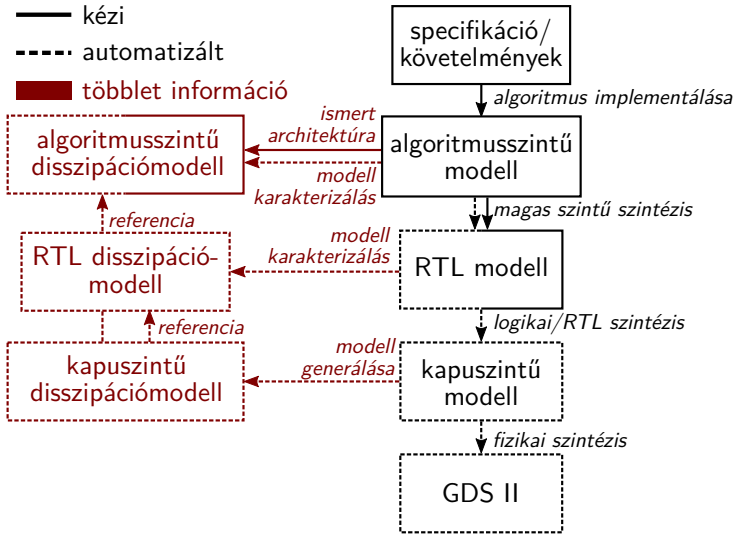 kézi
automatizált
többlet információ
specifikáció/
követelmények
algoritmus implementálása
ismert
architektúra
algoritmusszintű
disszipációmodell
algoritmusszintű
modell
modell
karakterizálás
referencia
magas szintű szintézis
RTL disszipáció-
modell
modell
karakterizálás
RTL modell
referencia
logikai/RTL szintézis
kapuszintű
disszipációmodell
modell
generálása
kapuszintű
modell
fizikai szintézis
GDS II